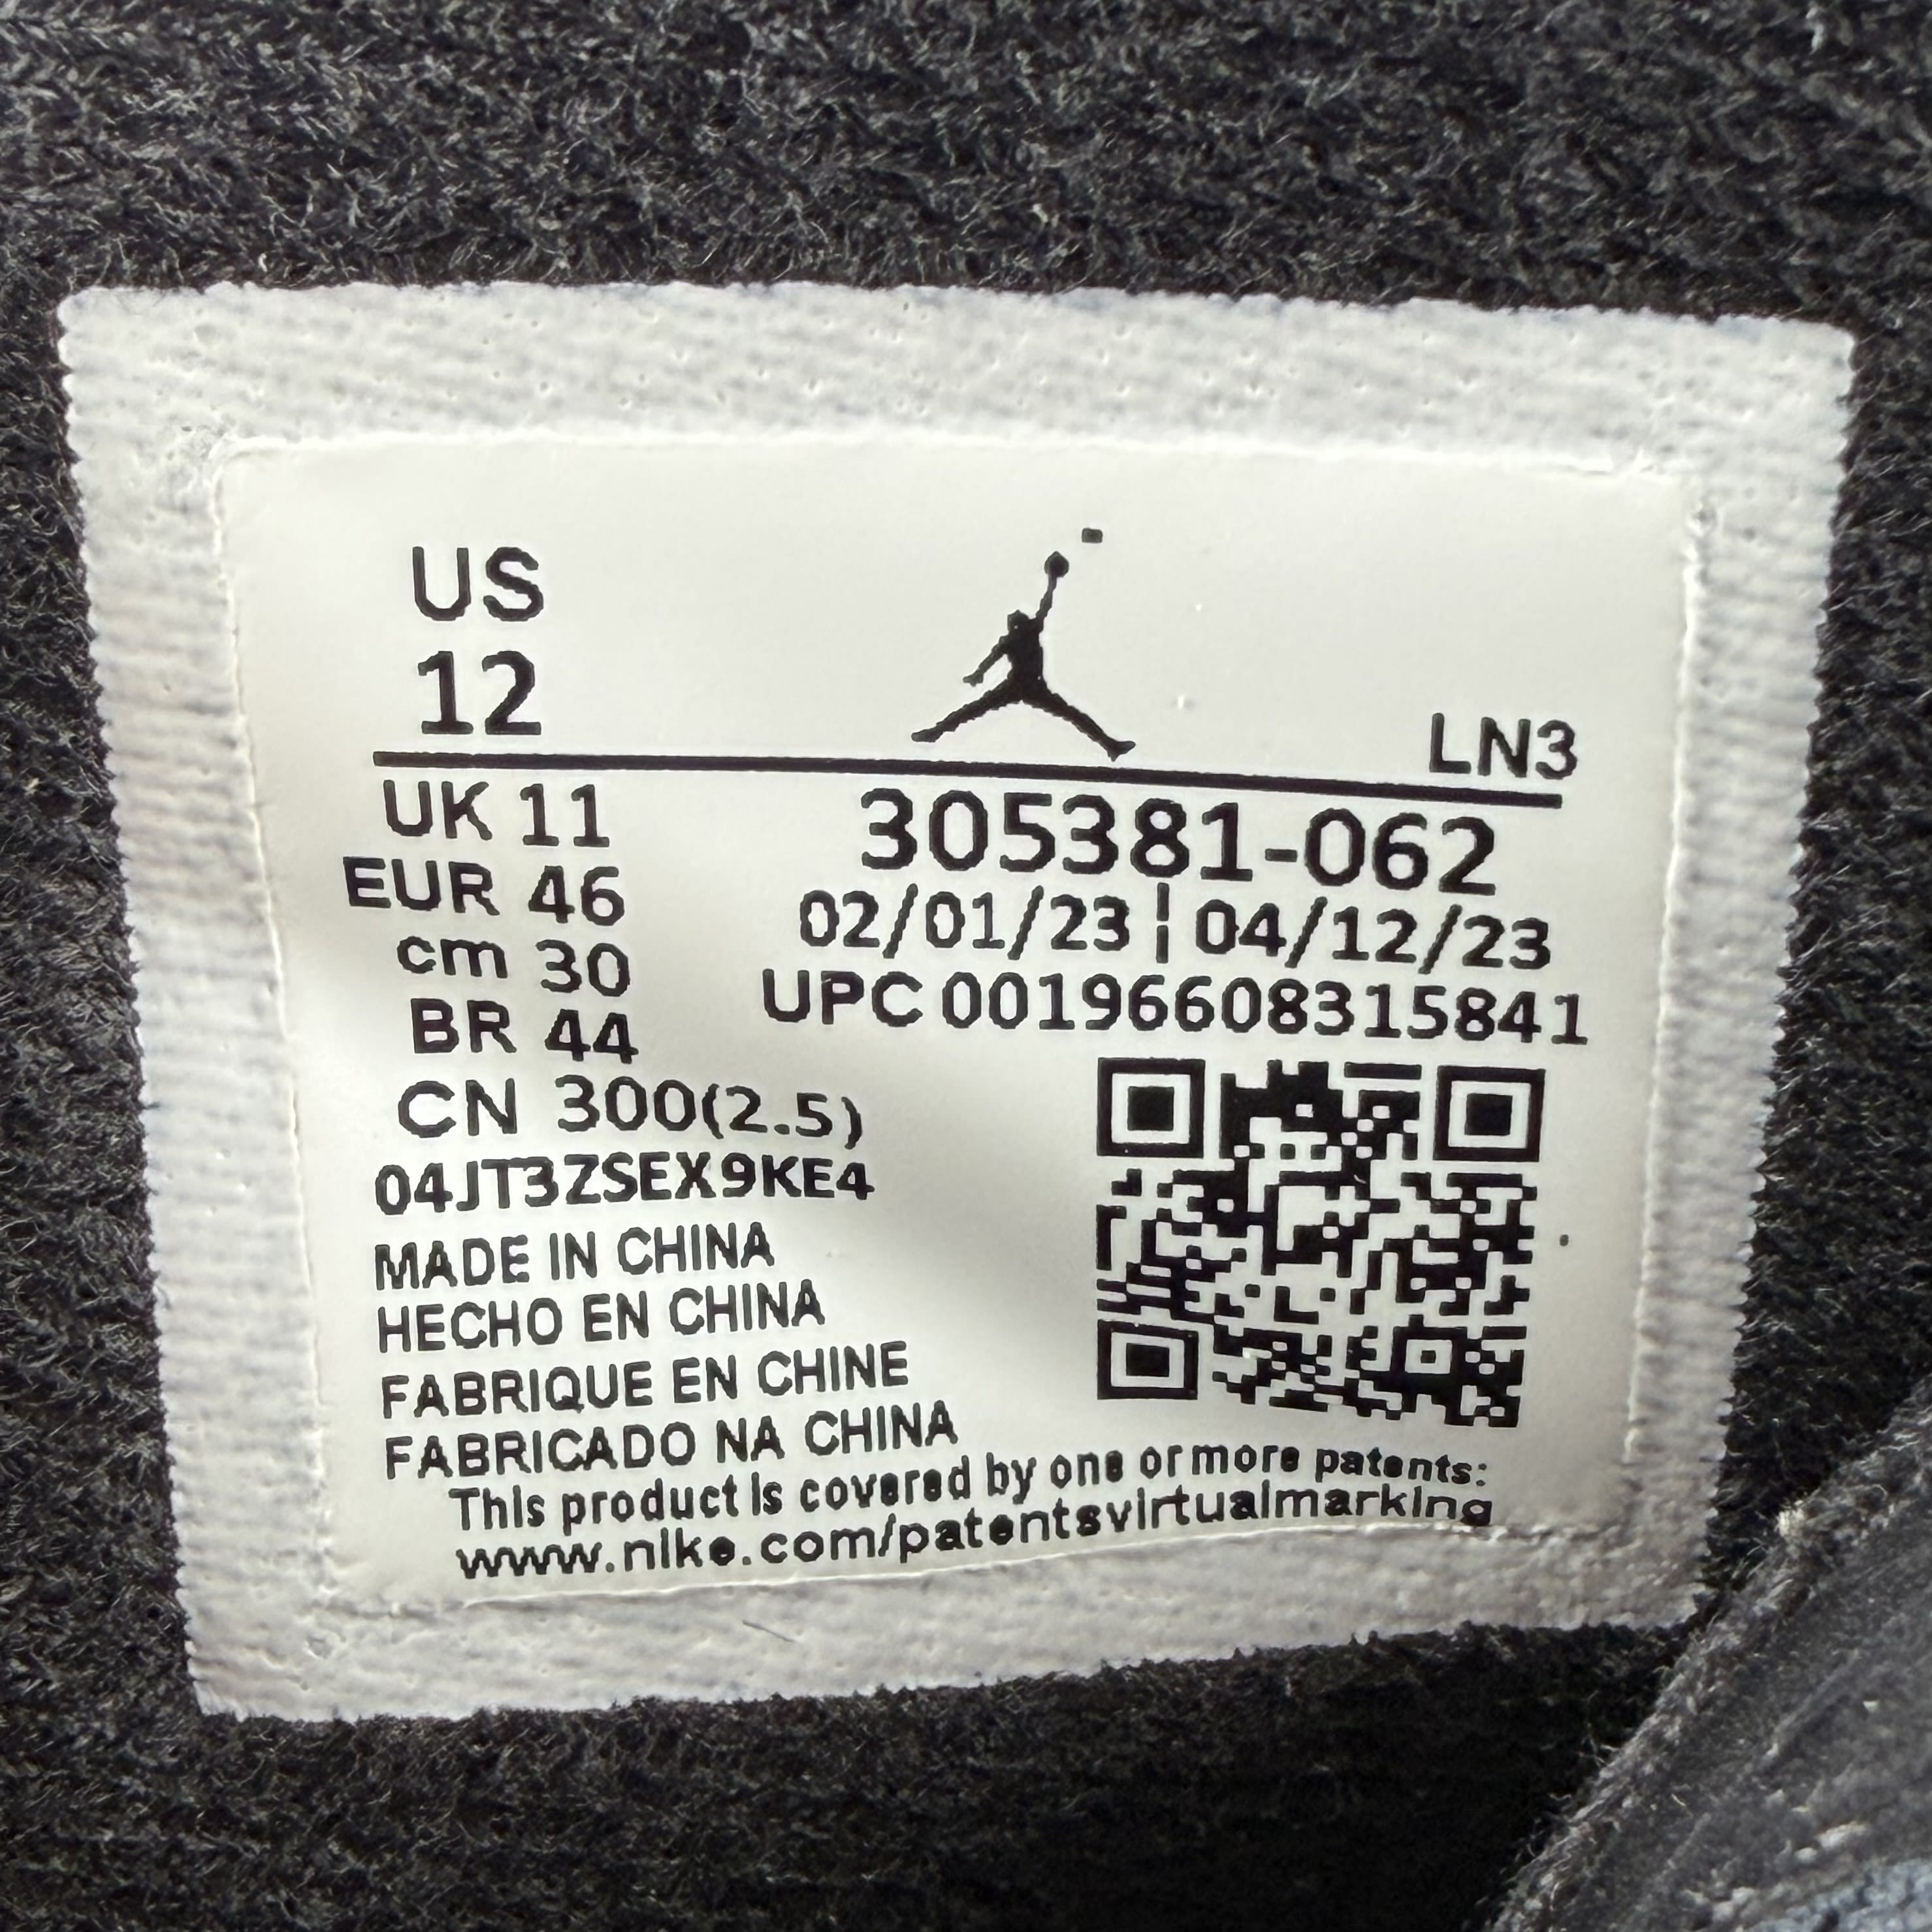 US
12
LN3
UK 11
EUR 46
cm 30
BR 44
CN 300(2.5)
305381-062
02/01/23 ¦ 04/12/23
UPC 00196608315841
04JT3ZSEX9KE4
MADE IN CHINA
HECHO EN CHINA
FABRIQUE EN CHINE
FABRICADO NA CHINA
This product is covered by one or more patents:
www.nike.com/patentsvirtualmarking